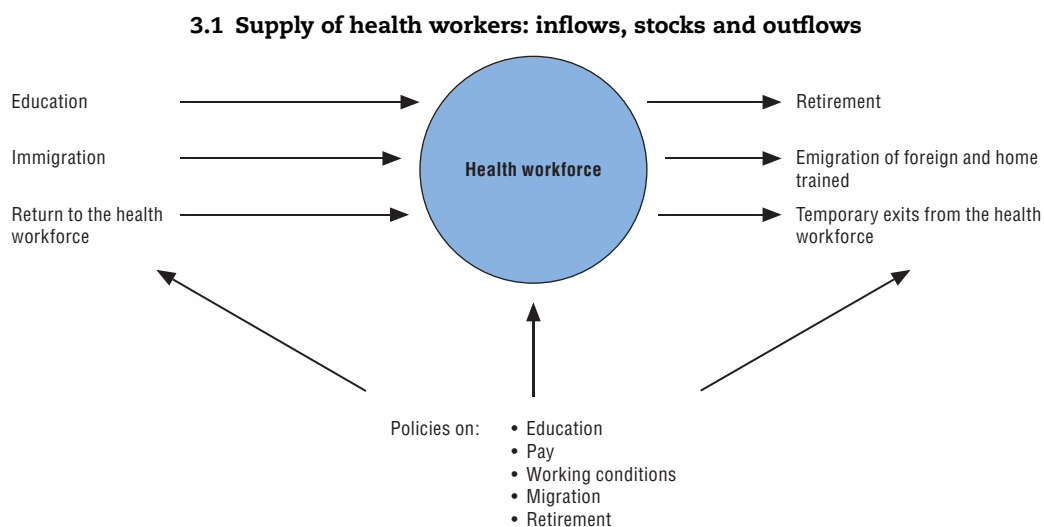 3.1 Supply of health workers: inflows, stocks and outflows
Education
Immigration
Return to the health
workforce
Health workforce
Retirement
Emigration of foreign and home
trained
Temporary exits from the health
workforce
Policies on:
• Education
• Pay
• Working conditions
• Migration
• Retirement